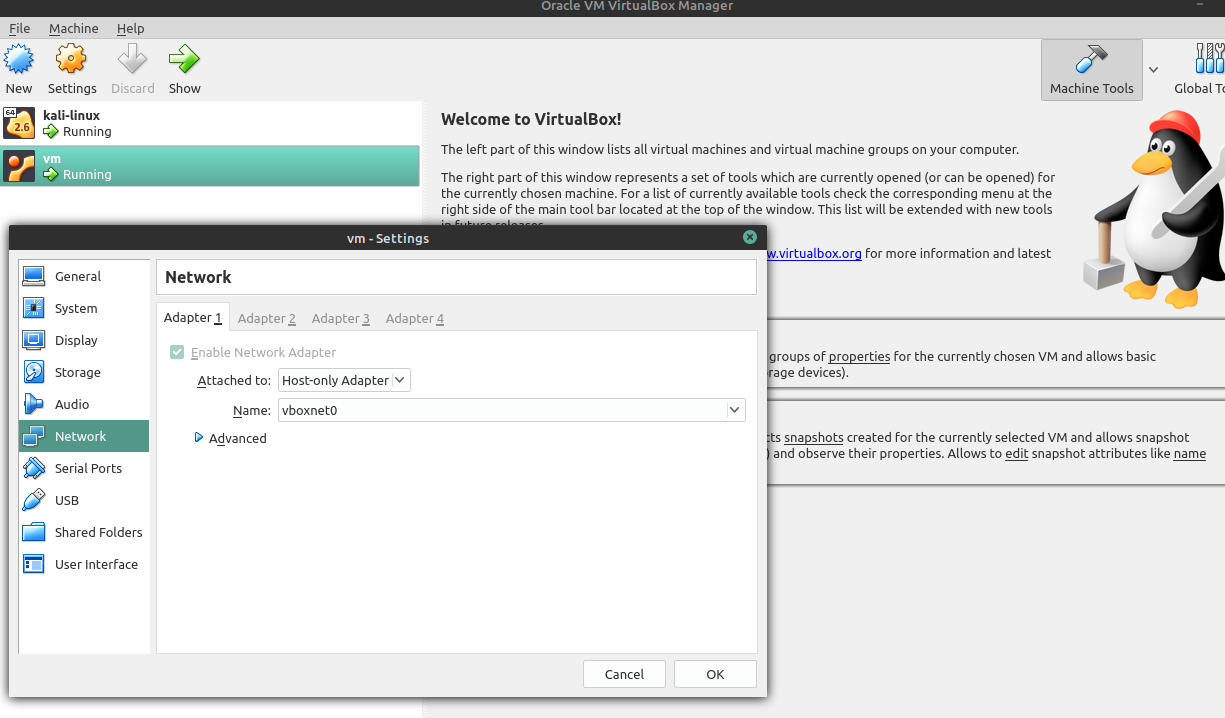 Oracle VM VirtualBox Manager
File Machine Help
New Settings Discard Show
Machine Tools
Global To
64
2.6
kali-linux
Running
vm
Running
Welcome to VirtualBox!
The left part of this window lists all virtual machines and virtual machine groups on your computer.
The right part of this window represents a set of tools which are currently opened (or can be opened) for
the currently chosen machine. For a list of currently available tools check the corresponding menu at the
right side of the main tool bar located at the top of the window. This list will be extended with new tools
in future releases.
w.virtualbox.org for more information and latest
groups of properties for the currently chosen VM and allows basic
rage devices).
cts snapshots created for the currently selected VM and allows snapshot
) and observe their properties. Allows to edit snapshot attributes like name
vm - Settings
General
System
Display
Storage
Audio
Network
Serial Ports
USB
Shared Folders
User Interface
Network
Adapter 1 Adapter 2 Adapter 3 Adapter 4
Enable Network Adapter
Attached to: Host-only Adapter
Name: vboxnet0
Advanced
Cancel OK